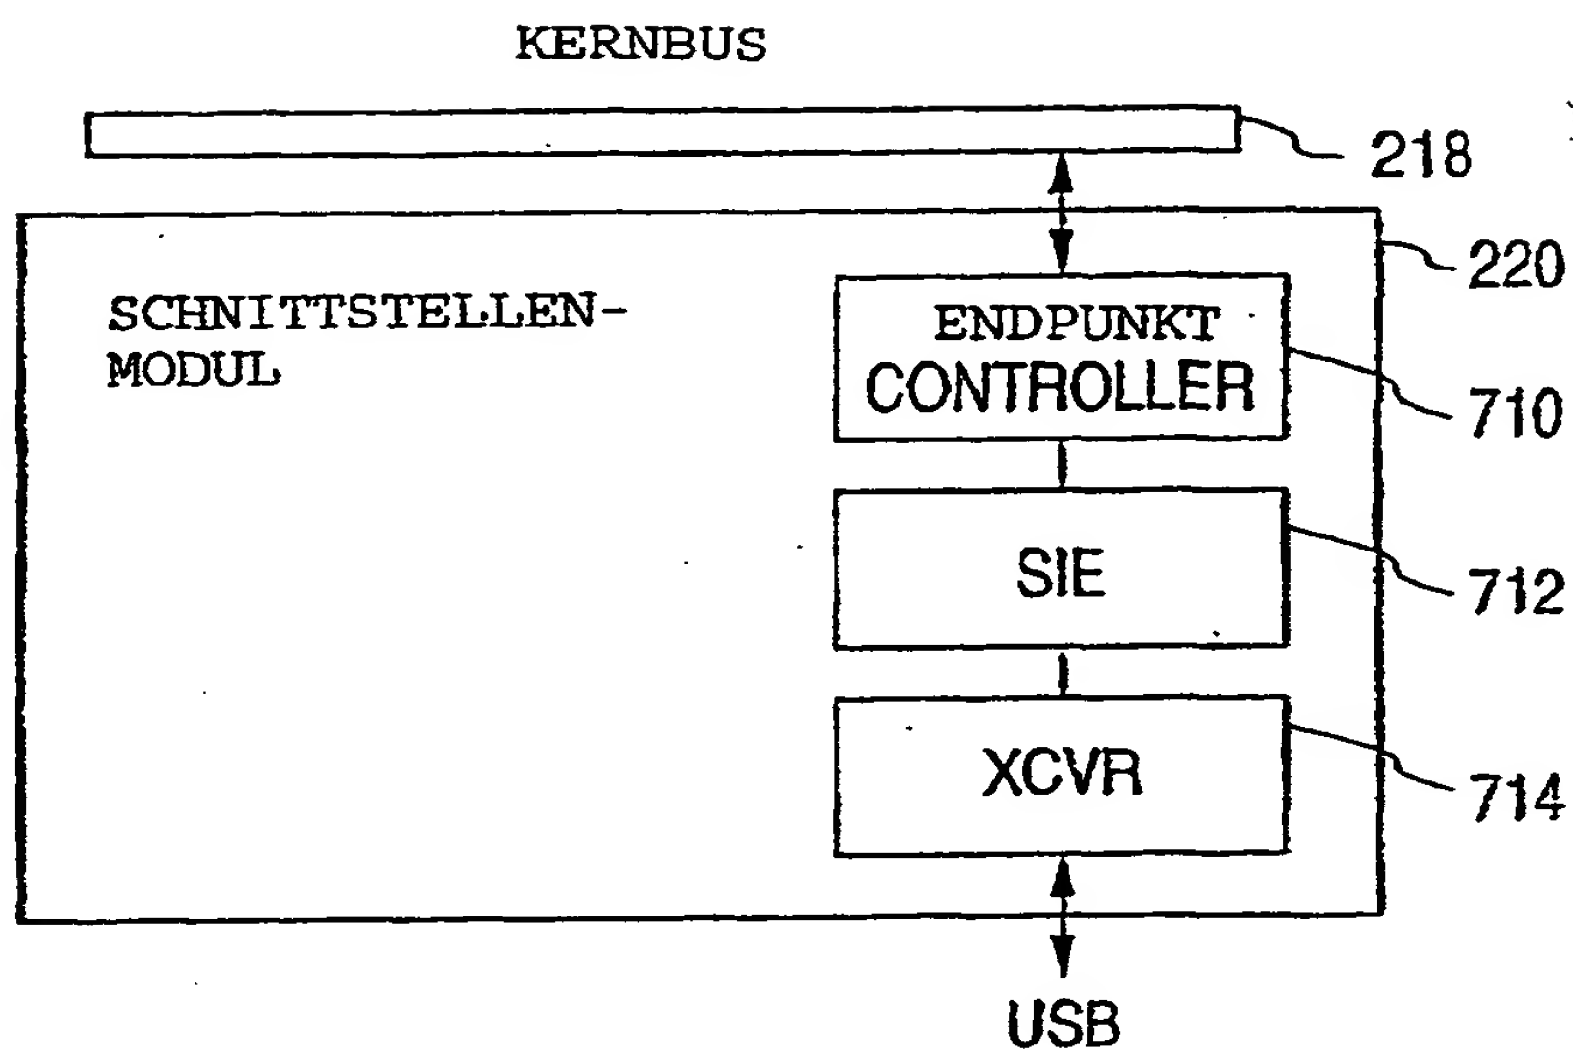 KERNBUS
218
220
SCHNITTSTELLEN-
MODUL
ENDPUNKT
CONTROLLER
710
SIE
712
XCVR
714
USB